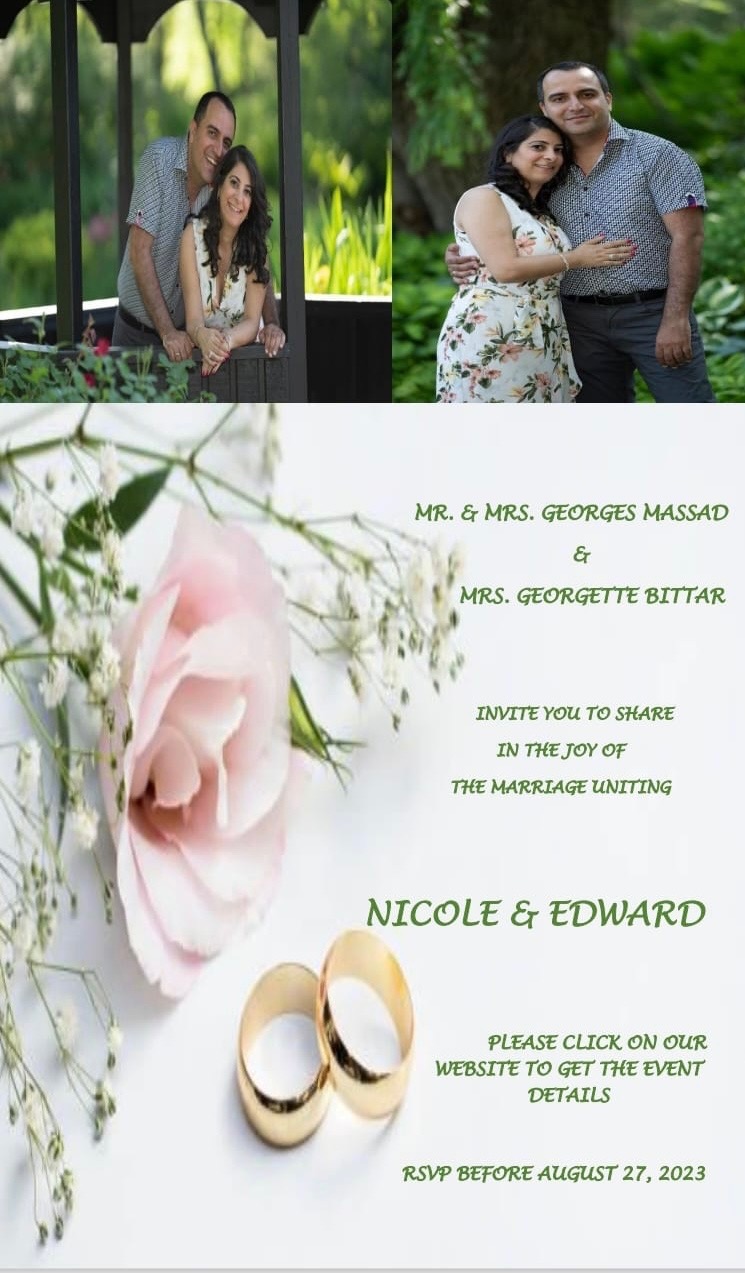 MR. & MRS. GEORGES MASSAD
&
MRS. GEORGETTE BITTAR
INVITE YOU TO SHARE
IN THE JOY OF
THE MARRIAGE UNITING
NICOLE & EDWARD
PLEASE CLICK ON OUR
WEBSITE TO GET THE EVENT
DETAILS
RSVP BEFORE AUGUST 27, 2023